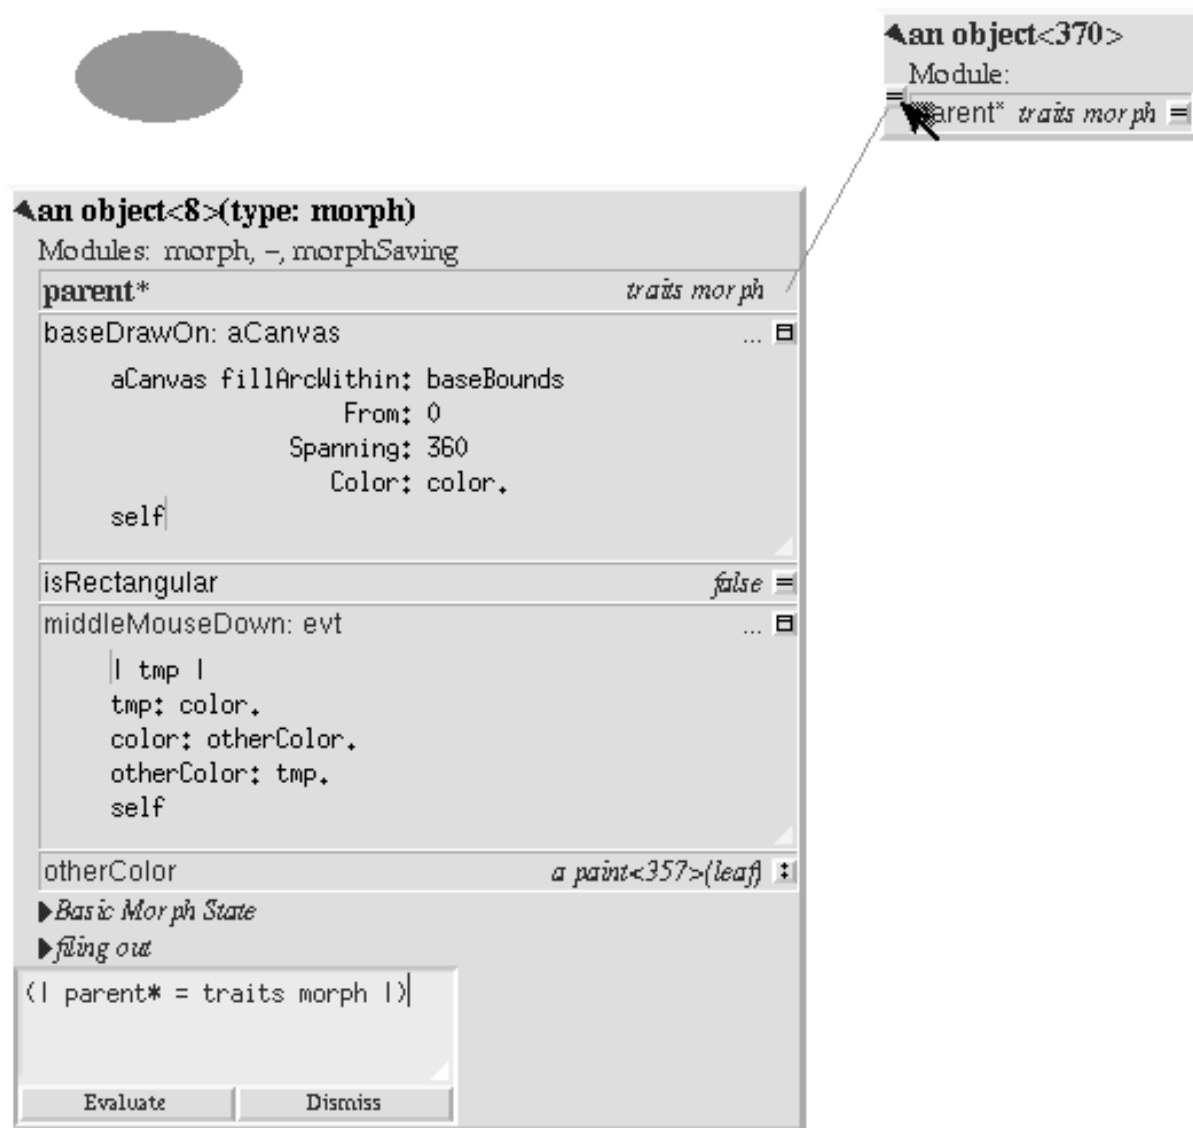 an object<370>
Module:
parent* traits morph =
an object<8>(type: morph)
Modules: morph, –, morphSaving
parent* traits morph
baseDrawOn: aCanvas ...
aCanvas fillArcWithin: baseBounds
From: 0
Spanning: 360
Color: color.
self
isRectangular false =
middleMouseDown: evt ...
| tmp |
tmp: color.
color: otherColor.
otherColor: tmp.
self
otherColor a paint<357>(leaf) :
Basic Morph State
filing out
(| parent* = traits morph |)
Evaluate Dismiss